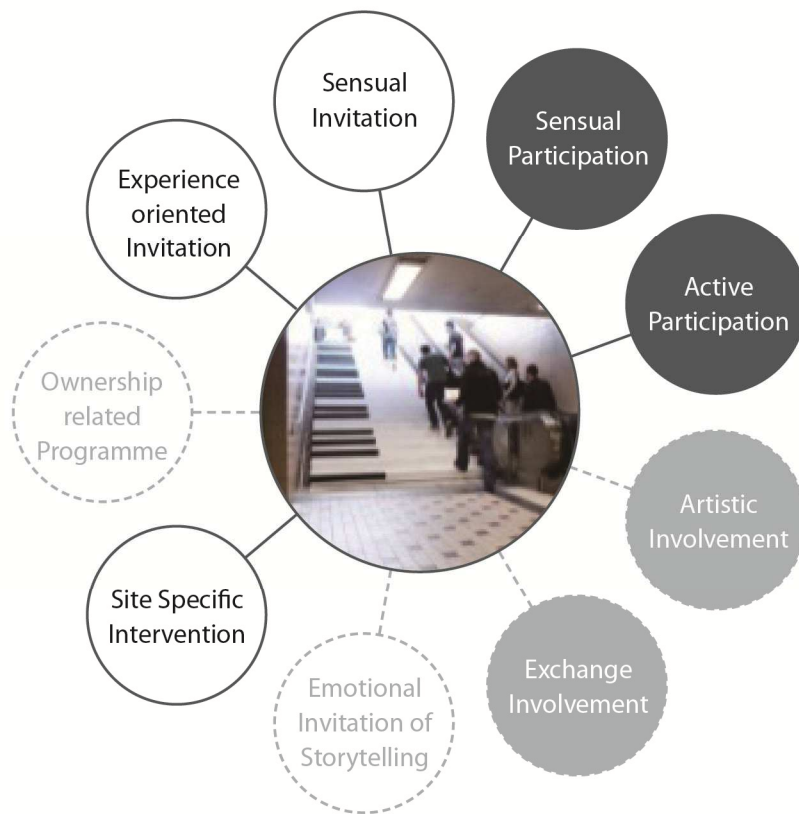 Sensual
Invitation
Sensual
Participation
Experience
oriented
Invitation
Active
Participation
Ownership
related
Programme
Artistic
Involvement
Site Specific
Intervention
Exchange
Involvement
Emotional
Invitation of
Storytelling